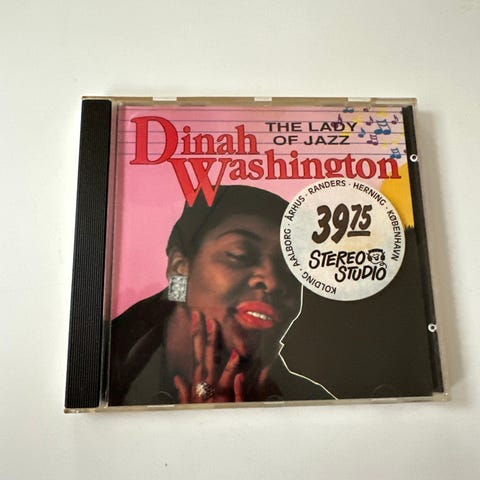 THE LADY
OF JAZZ
Dinah
Washington
KOLDING · AALBORG · ÅRHUS · RANDERS · HERNING · KØBENHAVN
39 75
STEREO
STUDIO